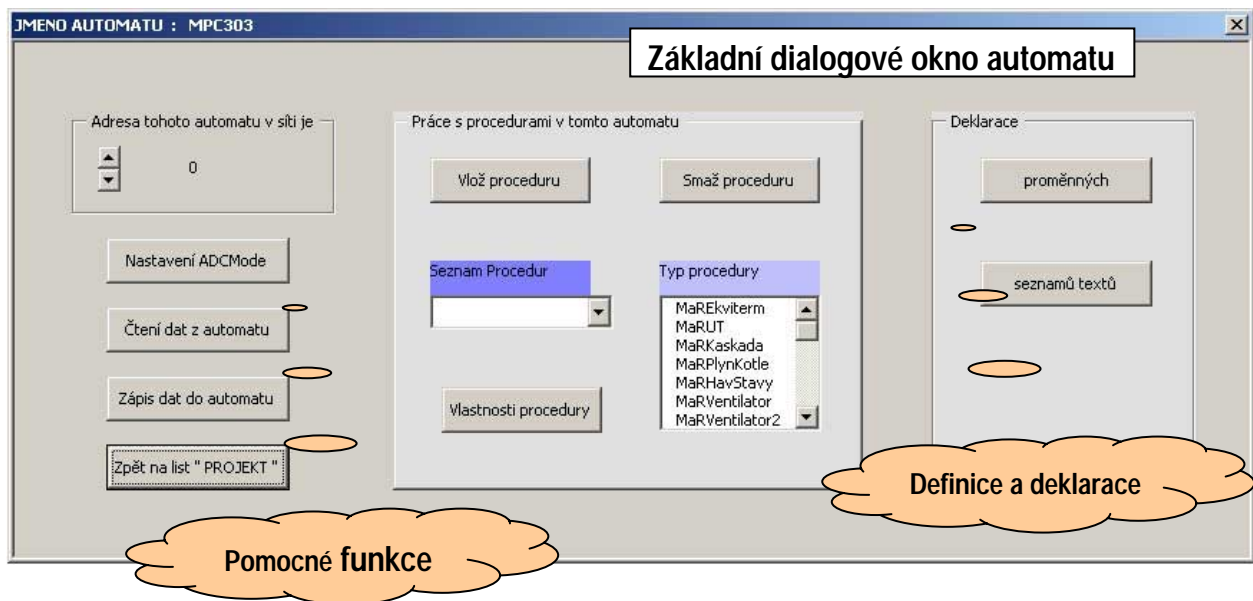 JMENO AUTOMATU : MPC303
Základní dialogové okno automatu
Adresa tohoto automatu v síti je
0
Nastavení ADCMode
Čtení dat z automatu
Zápis dat do automatu
Zpět na list " PROJEKT "
Práce s procedurami v tomto automatu
Vlož proceduru
Smaž proceduru
Seznam Procedur
Typ procedury
MaREkviterm
MaRUT
MaRKaskada
MaRPlynKotle
MaRHavStavy
MaRVentilator
MaRVentilator2
Vlastnosti procedury
Deklarace
proměnných
seznamů textů
Definice a deklarace
Pomocné funkce